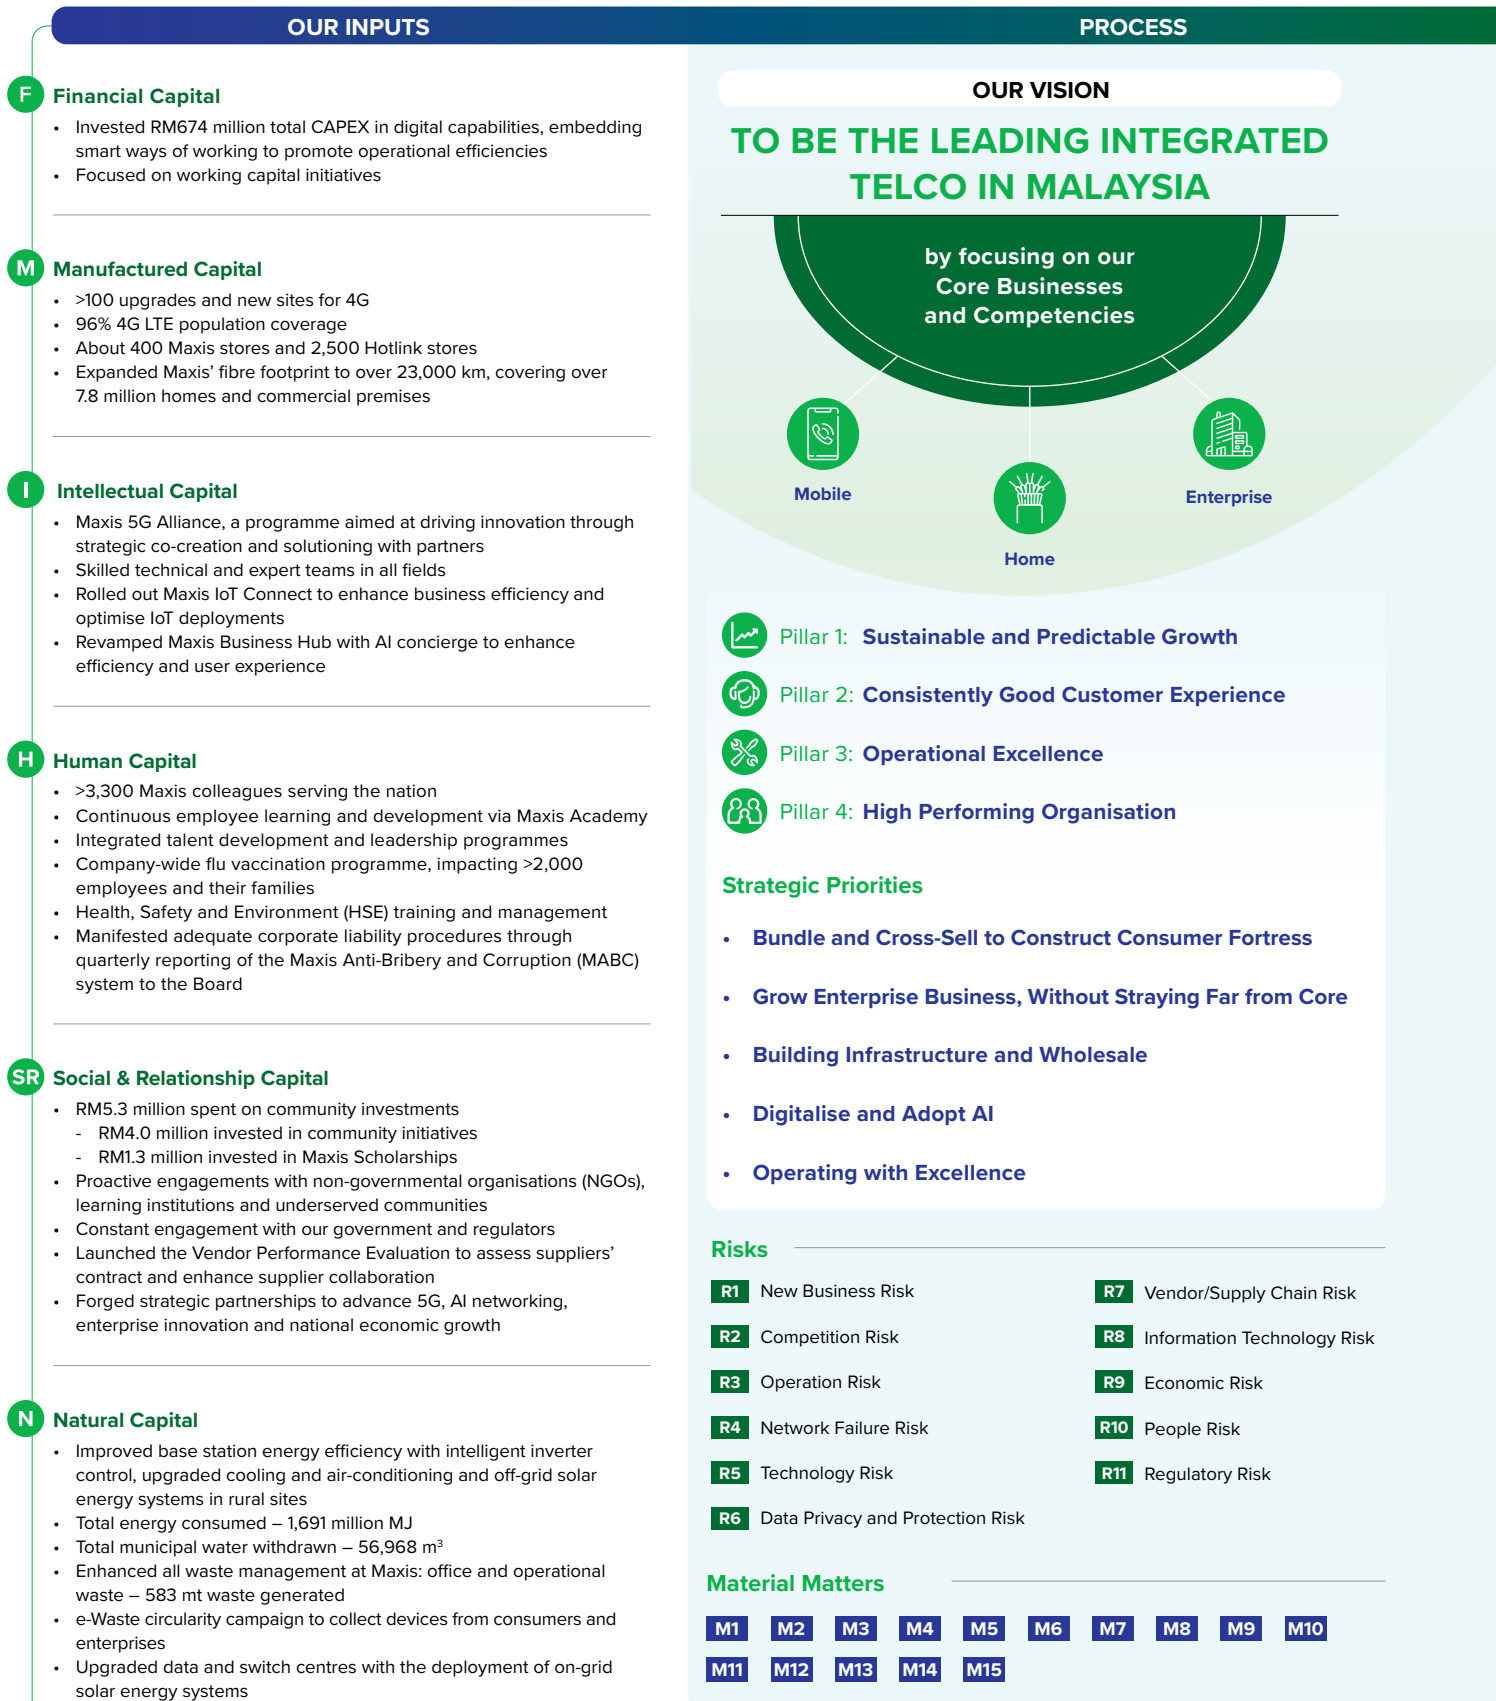 OUR INPUTS
F
Financial Capital
• Invested RM674 million total CAPEX in digital capabilities, embedding
smart ways of working to promote operational efficiencies
• Focused on working capital initiatives
M
Manufactured Capital
• >100 upgrades and new sites for 4G
• 96% 4G LTE population coverage
• About 400 Maxis stores and 2,500 Hotlink stores
• Expanded Maxis’ fibre footprint to over 23,000 km, covering over
7.8 million homes and commercial premises
I
Intellectual Capital
• Maxis 5G Alliance, a programme aimed at driving innovation through
strategic co-creation and solutioning with partners
• Skilled technical and expert teams in all fields
• Rolled out Maxis IoT Connect to enhance business efficiency and
optimise IoT deployments
• Revamped Maxis Business Hub with AI concierge to enhance
efficiency and user experience
H
Human Capital
• >3,300 Maxis colleagues serving the nation
• Continuous employee learning and development via Maxis Academy
• Integrated talent development and leadership programmes
• Company-wide flu vaccination programme, impacting >2,000
employees and their families
• Health, Safety and Environment (HSE) training and management
• Manifested adequate corporate liability procedures through
quarterly reporting of the Maxis Anti-Bribery and Corruption (MABC)
system to the Board
SR
Social & Relationship Capital
• RM5.3 million spent on community investments
- RM4.0 million invested in community initiatives
- RM1.3 million invested in Maxis Scholarships
• Proactive engagements with non-governmental organisations (NGOs),
learning institutions and underserved communities
• Constant engagement with our government and regulators
• Launched the Vendor Performance Evaluation to assess suppliers’
contract and enhance supplier collaboration
• Forged strategic partnerships to advance 5G, AI networking,
enterprise innovation and national economic growth
N
Natural Capital
• Improved base station energy efficiency with intelligent inverter
control, upgraded cooling and air-conditioning and off-grid solar
energy systems in rural sites
• Total energy consumed – 1,691 million MJ
• Total municipal water withdrawn – 56,968 m³
• Enhanced all waste management at Maxis: office and operational
waste – 583 mt waste generated
• e-Waste circularity campaign to collect devices from consumers and
enterprises
• Upgraded data and switch centres with the deployment of on-grid
solar energy systems
PROCESS
OUR VISION
TO BE THE LEADING INTEGRATED
TELCO IN MALAYSIA
by focusing on our
Core Businesses
and Competencies
Mobile
Home
Enterprise
Pillar 1: Sustainable and Predictable Growth
Pillar 2: Consistently Good Customer Experience
Pillar 3: Operational Excellence
Pillar 4: High Performing Organisation
Strategic Priorities
• Bundle and Cross-Sell to Construct Consumer Fortress
• Grow Enterprise Business, Without Straying Far from Core
• Building Infrastructure and Wholesale
• Digitalise and Adopt AI
• Operating with Excellence
Risks
R1 New Business Risk
R2 Competition Risk
R3 Operation Risk
R4 Network Failure Risk
R5 Technology Risk
R6 Data Privacy and Protection Risk
R7 Vendor/Supply Chain Risk
R8 Information Technology Risk
R9 Economic Risk
R10 People Risk
R11 Regulatory Risk
Material Matters
M1 M2 M3 M4 M5 M6 M7 M8 M9 M10
M11 M12 M13 M14 M15